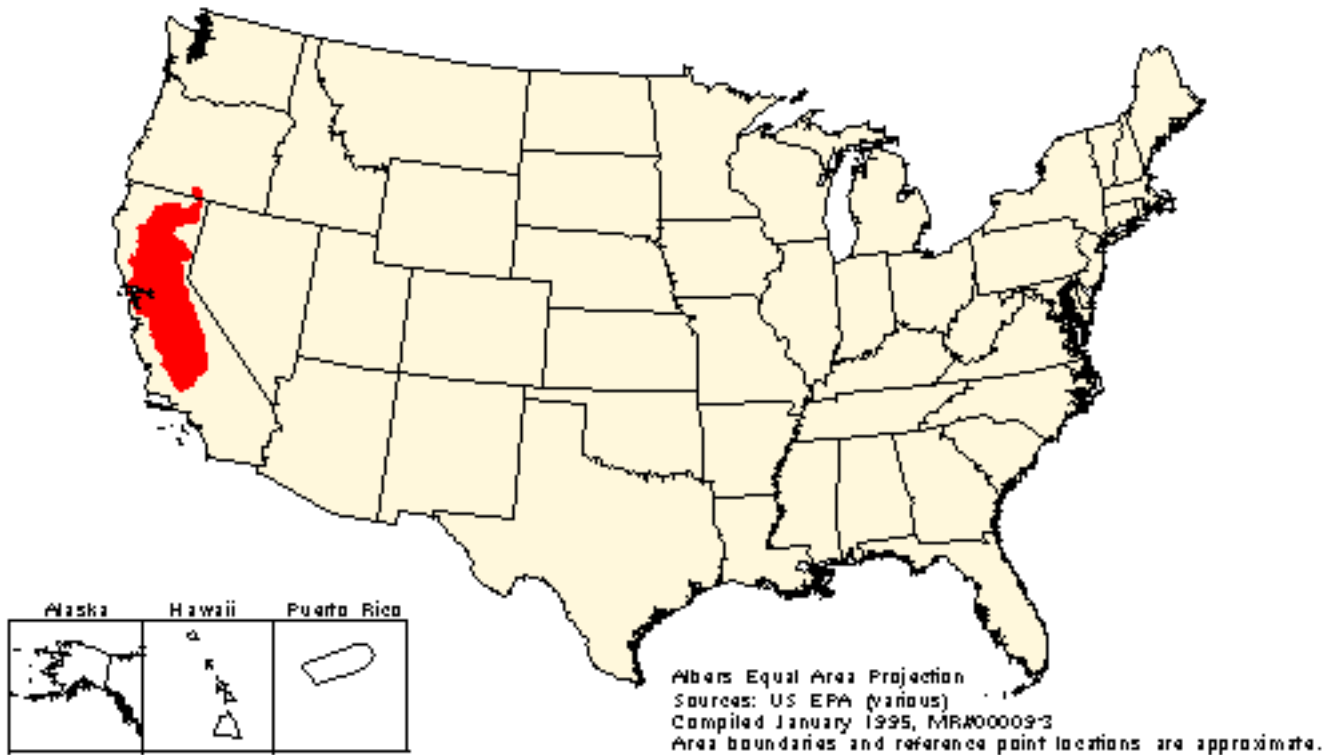 Alaska Hawaii Puerto Rico
Albers Equal Area Projection
Sources: US EPA (various)
Compiled January 1995, MR#00009-3
Area boundaries and reference point locations are approximate.